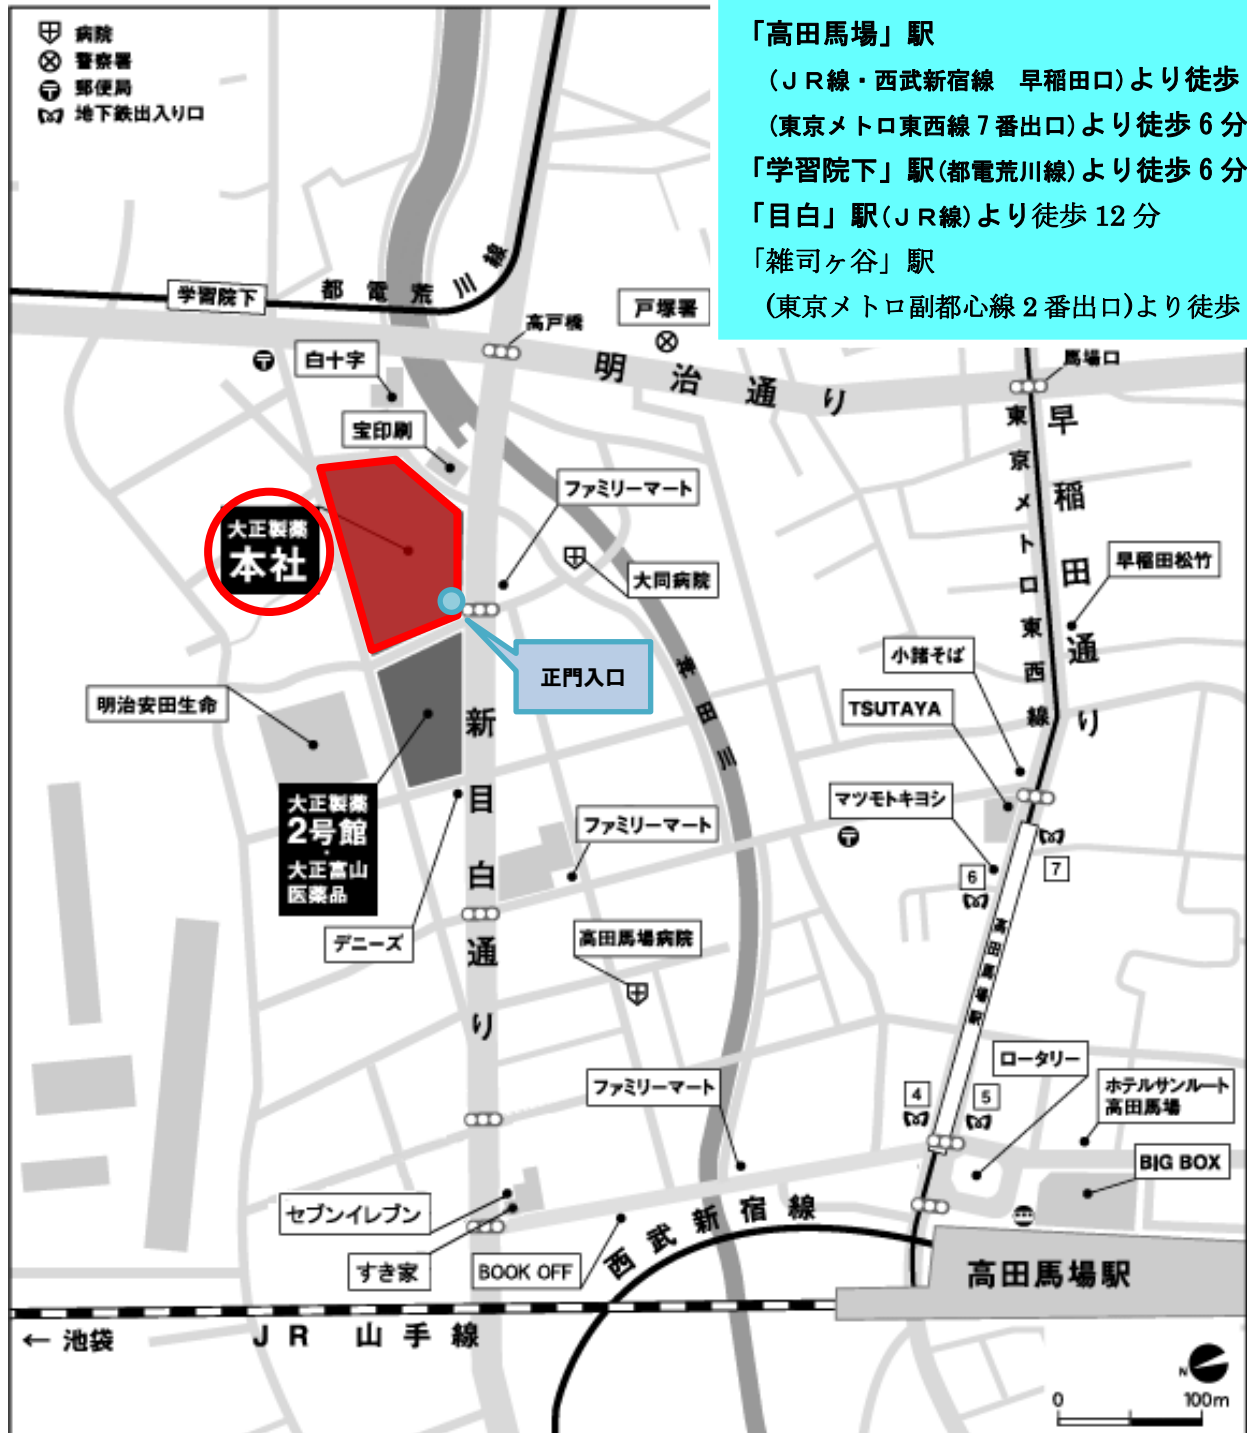 病院
警察署
郵便局
地下鉄出入り口
「高田馬場」駅
(ＪＲ線・西武新宿線　早稲田口)より徒歩
(東京メトロ東西線７番出口)より徒歩６分
「学習院下」駅(都電荒川線)より徒歩６分
「目白」駅(ＪＲ線)より徒歩 12 分
「雑司ヶ谷」駅
(東京メトロ副都心線２番出口)より徒歩
学習院下
都電荒川線
高戸橋
戸塚署
白十字
明治通り
馬場口
宝印刷
ファミリーマート
東京メトロ東西線
早稲田通り
大正製薬
本社
大同病院
早稲田松竹
正門入口
神田川
小諸そば
明治安田生命
TSUTAYA
新目白通り
大正製薬
2号館
・
大正富山
医薬品
ファミリーマート
マツモトキヨシ
6
7
デニーズ
高田馬場病院
高田馬場駅
ファミリーマート
ロータリー
4
5
ホテルサンルート
高田馬場
BIG BOX
セブンイレブン
すき家
BOOK OFF
西武新宿線
高田馬場駅
← 池袋
ＪＲ 山手線
N
0
100m